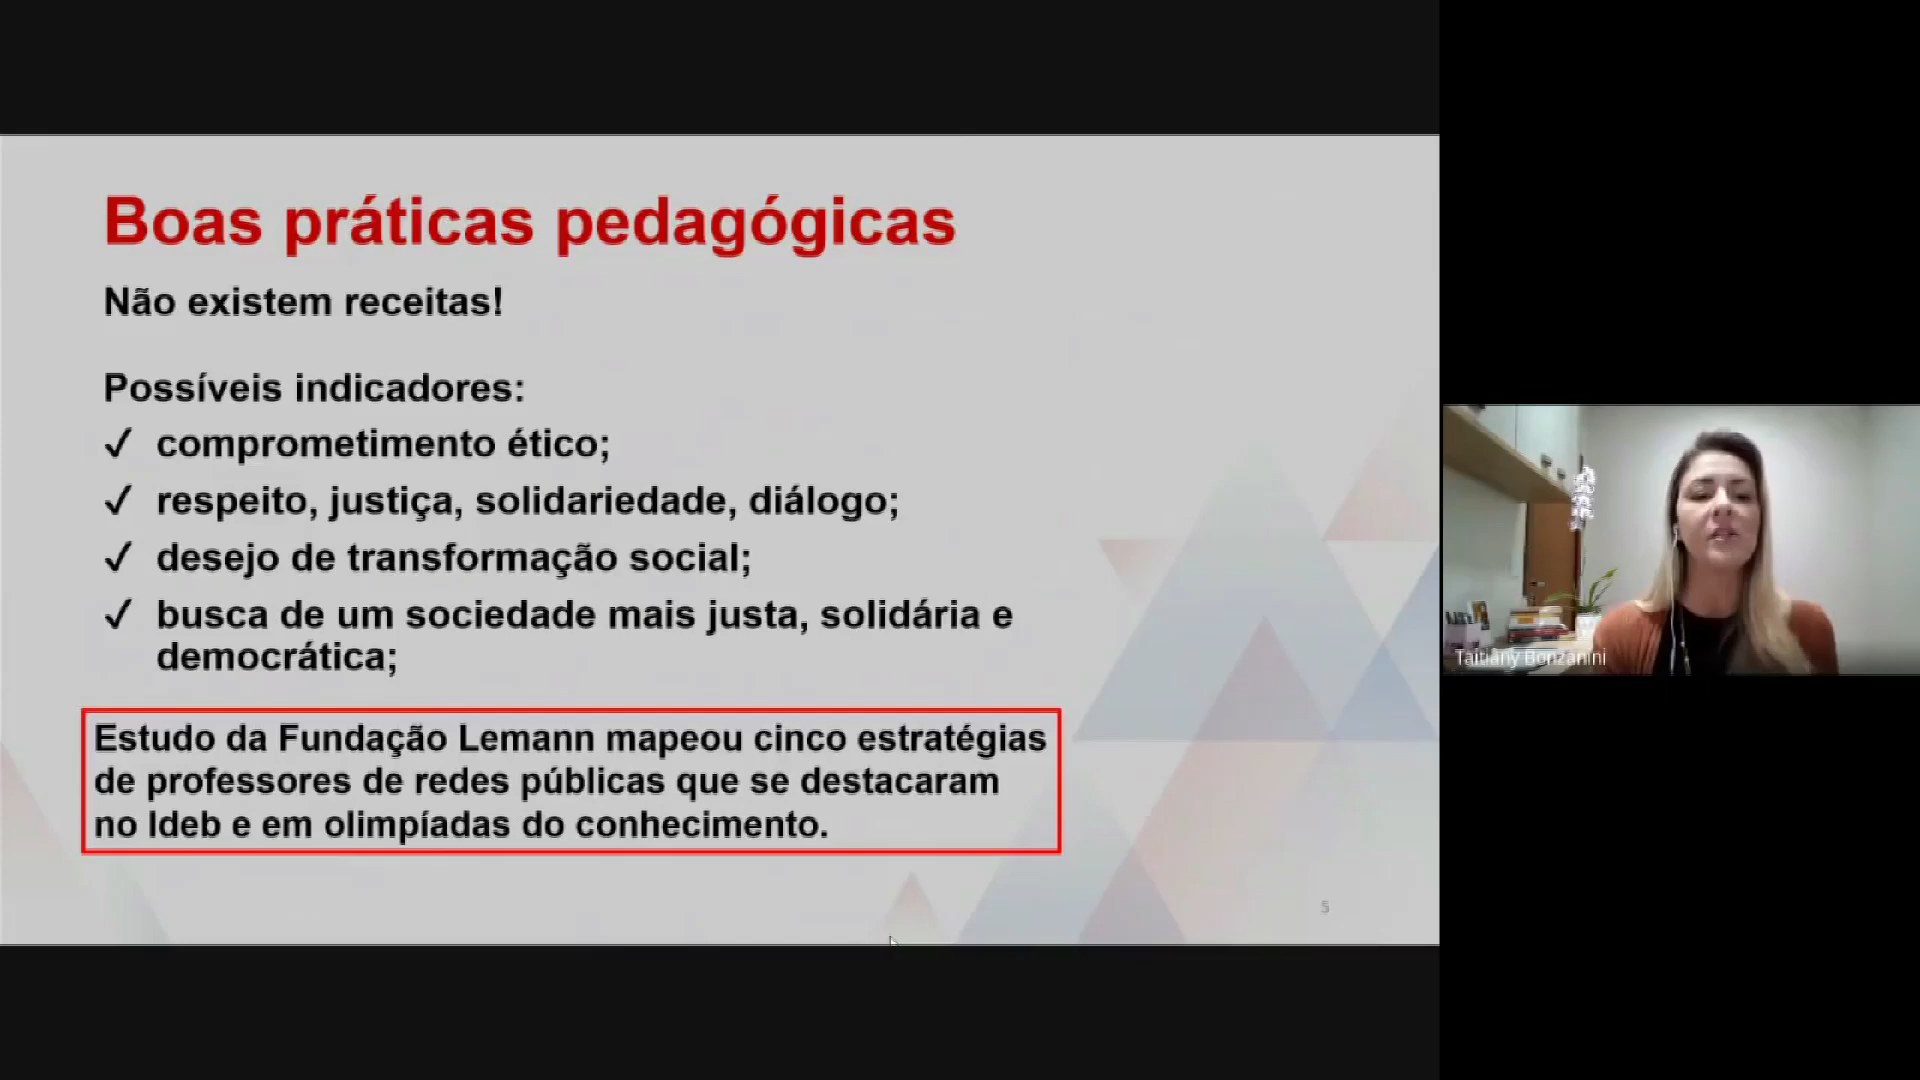 Boas práticas pedagógicas
Não existem receitas!
Possíveis indicadores:
✓ comprometimento ético;
✓ respeito, justiça, solidariedade, diálogo;
✓ desejo de transformação social;
✓ busca de um sociedade mais justa, solidária e
democrática;
Estudo da Fundação Lemann mapeou cinco estratégias
de professores de redes públicas que se destacaram
no Ideb e em olimpíadas do conhecimento.
5
Taitiany Bonzanini